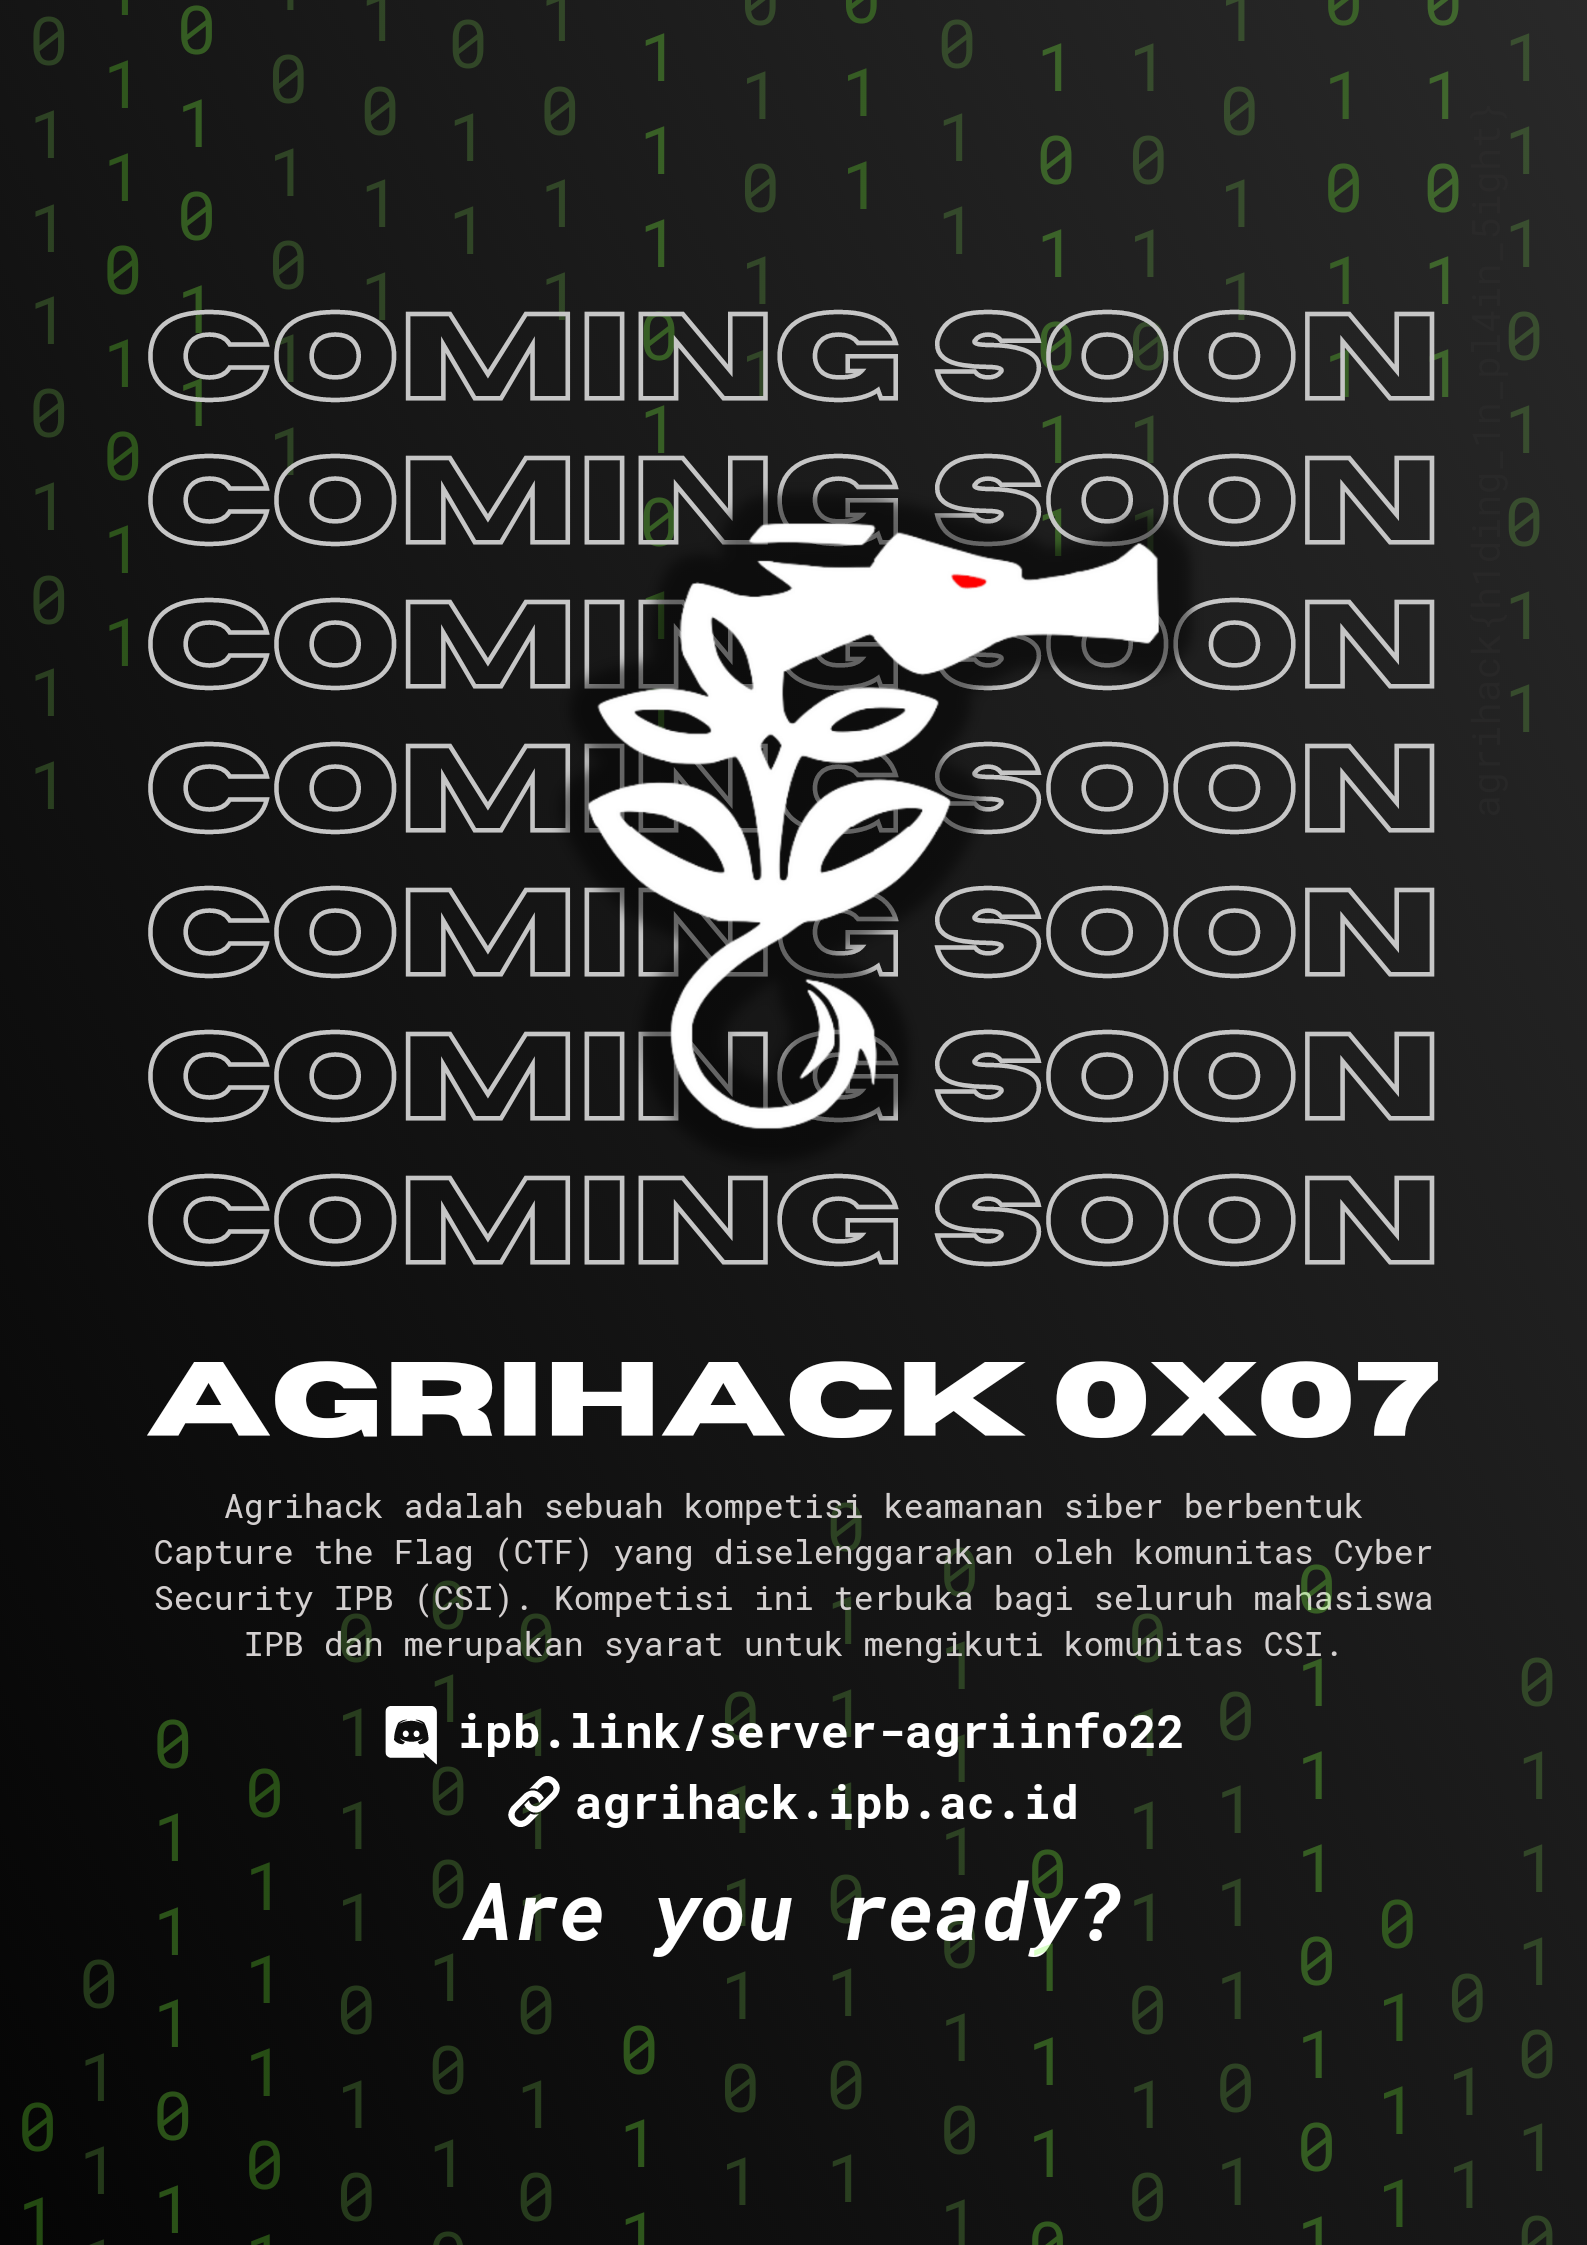 COMING SOON
COMING SOON
COMING SOON
COMING SOON
COMING SOON
COMING SOON
COMING SOON
agrihack{h1ding_1n_pl4in_5ight}
AGRIHACK 0X07
Agrihack adalah sebuah kompetisi keamanan siber berbentuk
Capture the Flag (CTF) yang diselenggarakan oleh komunitas Cyber
Security IPB (CSI). Kompetisi ini terbuka bagi seluruh mahasiswa
IPB dan merupakan syarat untuk mengikuti komunitas CSI.
ipb.link/server-agriinfo22
agrihack.ipb.ac.id
Are you ready?